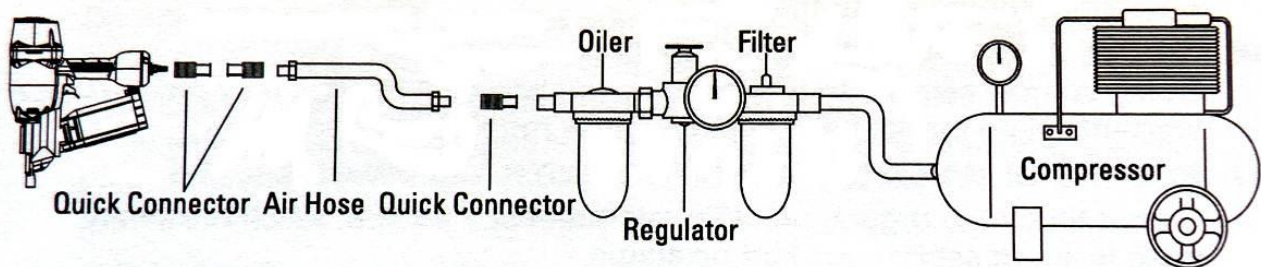 Oiler
Filter
Compressor
Quick Connector
Air Hose
Quick Connector
Regulator